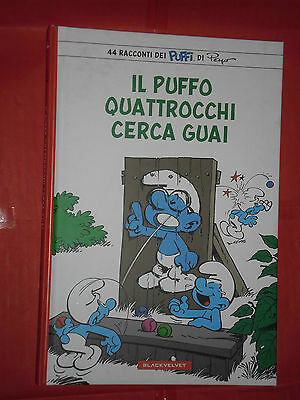 44 RACCONTI DEI PUFFI DI Peyo
IL PUFFO
QUATTROCCHI
CERCA GUAI
BLACKVELVET